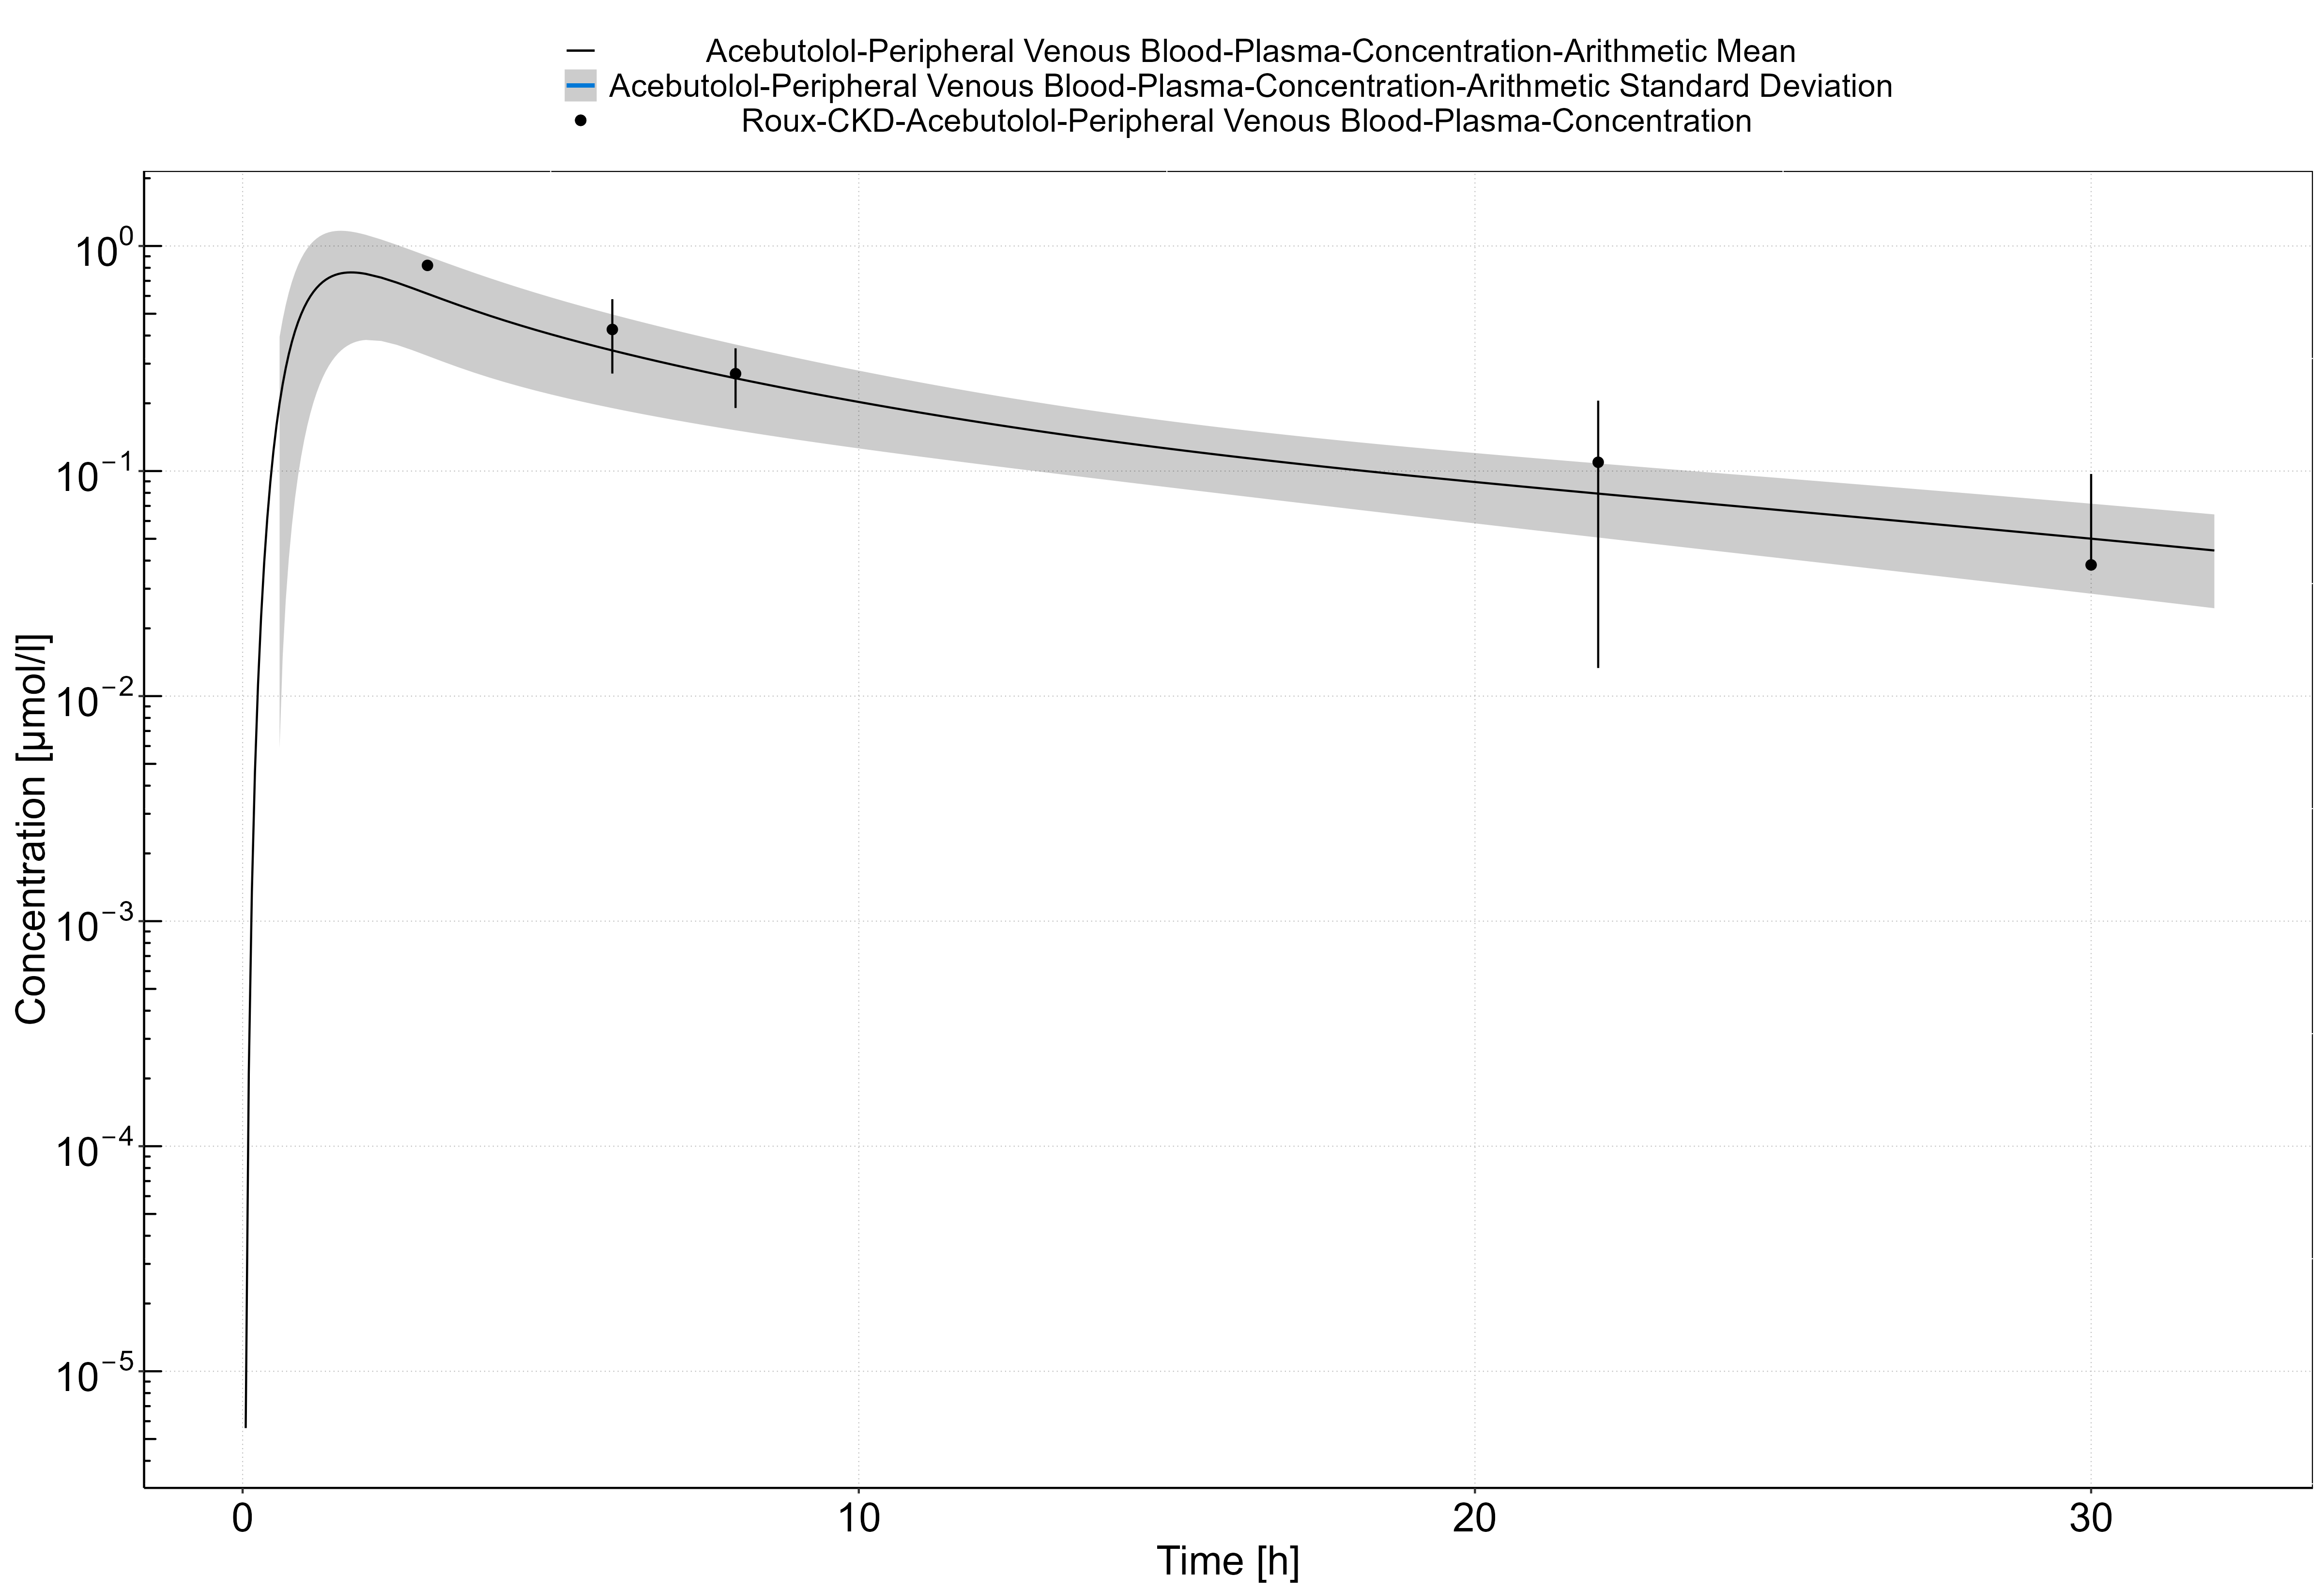 Acebutolol-Peripheral Venous Blood-Plasma-Concentration-Arithmetic Mean
Acebutolol-Peripheral Venous Blood-Plasma-Concentration-Arithmetic Standard Deviation
Roux-CKD-Acebutolol-Peripheral Venous Blood-Plasma-Concentration
10⁰
10⁻¹
10⁻²
10⁻³
10⁻⁴
10⁻⁵
Concentration [µmol/l]
0 10 20 30
Time [h]